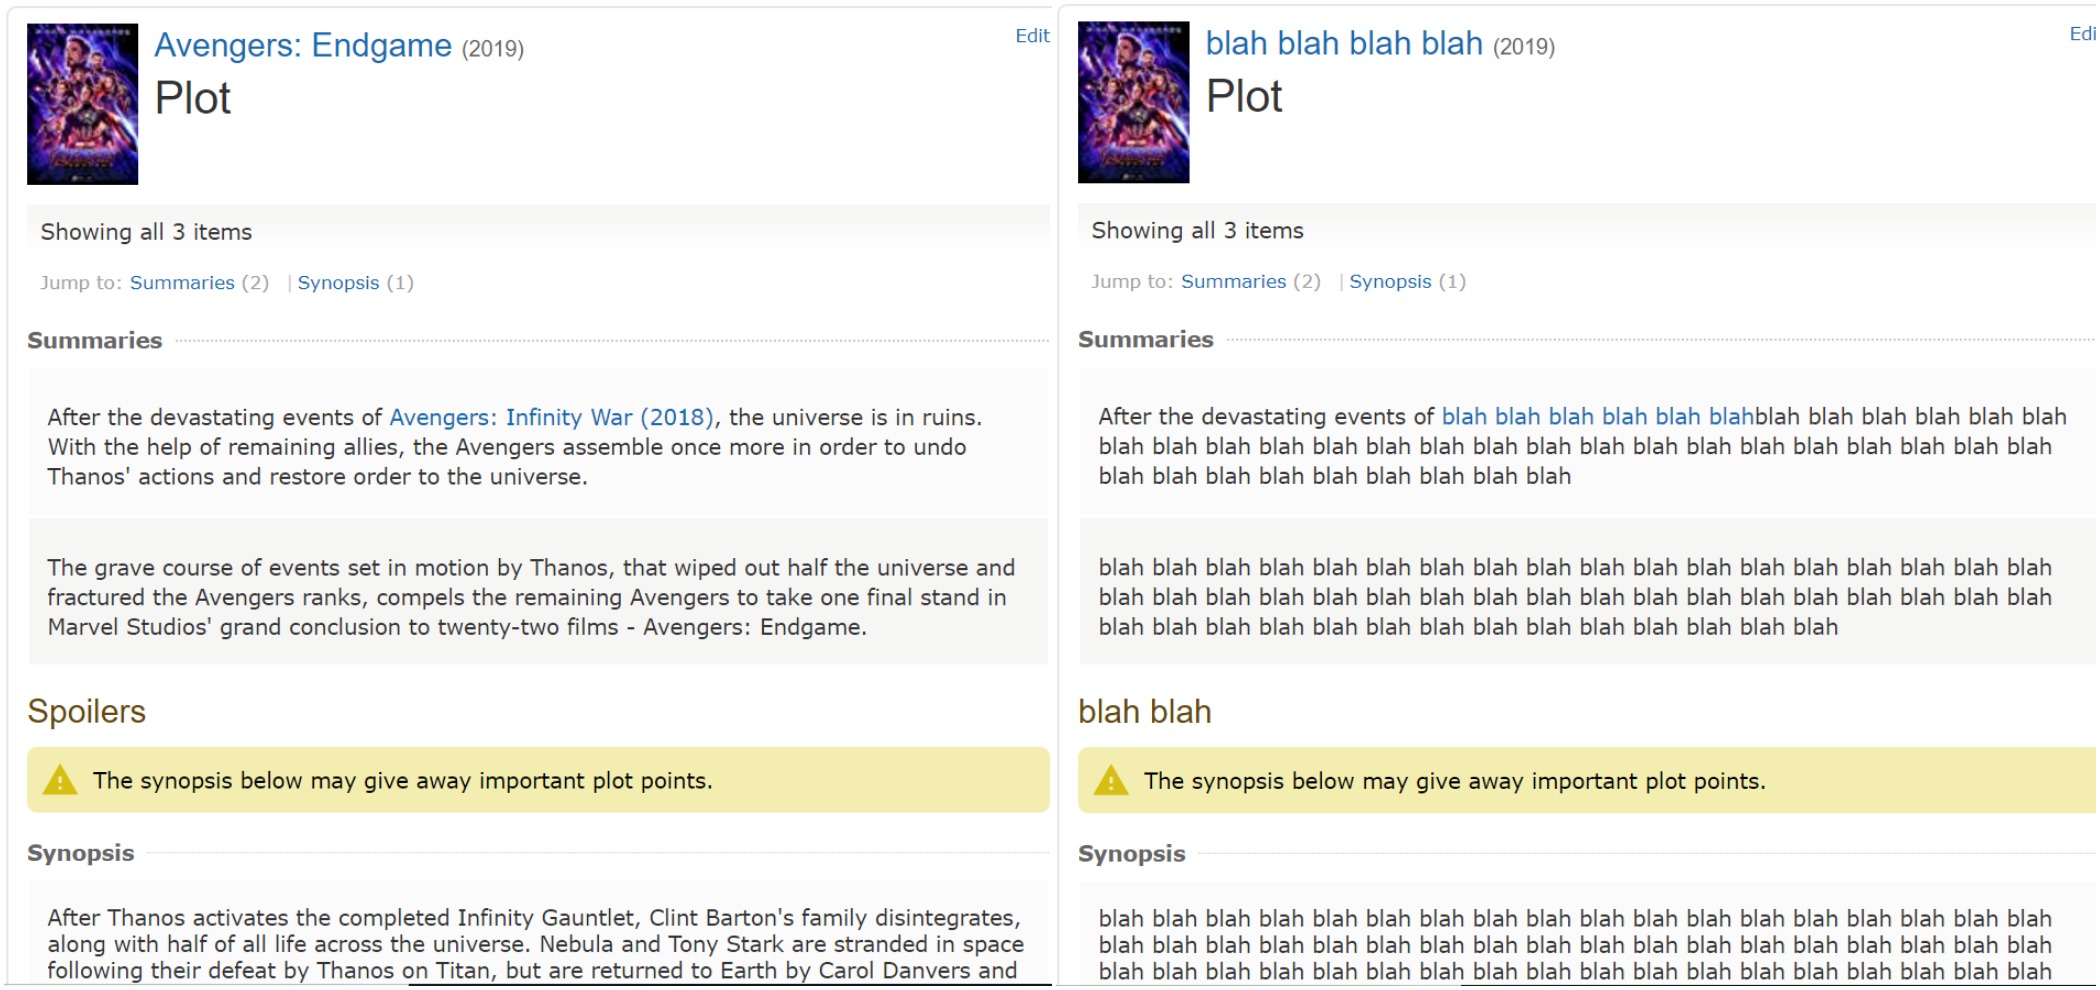 Avengers: Endgame (2019)
Edit
Plot
Showing all 3 items
Jump to: Summaries (2) | Synopsis (1)
Summaries
After the devastating events of Avengers: Infinity War (2018), the universe is in ruins.
With the help of remaining allies, the Avengers assemble once more in order to undo
Thanos' actions and restore order to the universe.
The grave course of events set in motion by Thanos, that wiped out half the universe and
fractured the Avengers ranks, compels the remaining Avengers to take one final stand in
Marvel Studios' grand conclusion to twenty-two films - Avengers: Endgame.
Spoilers
The synopsis below may give away important plot points.
Synopsis
After Thanos activates the completed Infinity Gauntlet, Clint Barton's family disintegrates,
along with half of all life across the universe. Nebula and Tony Stark are stranded in space
following their defeat by Thanos on Titan, but are returned to Earth by Carol Danvers and
blah blah blah blah (2019)
Edi
Plot
Showing all 3 items
Jump to: Summaries (2) | Synopsis (1)
Summaries
After the devastating events of blah blah blah blah blah blahblah blah blah blah blah blah
blah blah blah blah blah blah blah blah blah blah blah blah blah blah blah blah blah blah
blah blah blah blah blah blah blah blah blah
blah blah blah blah blah blah blah blah blah blah blah blah blah blah blah blah blah blah
blah blah blah blah blah blah blah blah blah blah blah blah blah blah blah blah blah blah
blah blah blah blah blah blah blah blah blah blah blah blah blah blah
blah blah
The synopsis below may give away important plot points.
Synopsis
blah blah blah blah blah blah blah blah blah blah blah blah blah blah blah blah blah blah
blah blah blah blah blah blah blah blah blah blah blah blah blah blah blah blah blah blah
blah blah blah blah blah blah blah blah blah blah blah blah blah blah blah blah blah blah